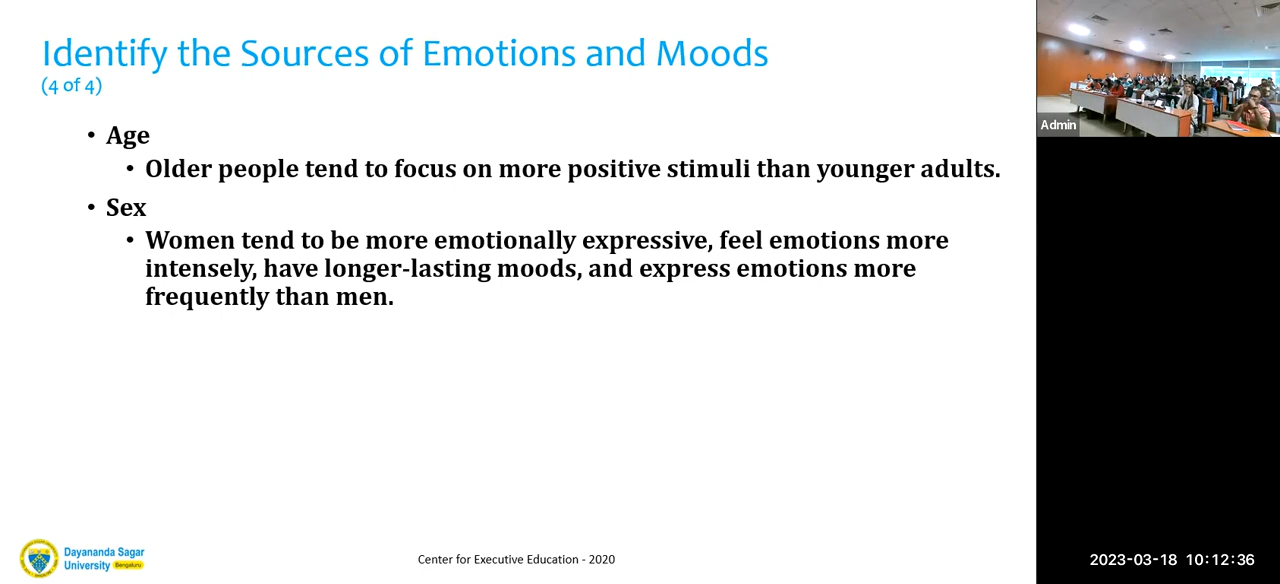 Identify the Sources of Emotions and Moods
(4 of 4)
• Age
• Older people tend to focus on more positive stimuli than younger adults.
• Sex
• Women tend to be more emotionally expressive, feel emotions more
intensely, have longer-lasting moods, and express emotions more
frequently than men.
Dayananda Sagar
University Bengaluru
Center for Executive Education - 2020
Admin
2023-03-18 10:12:36